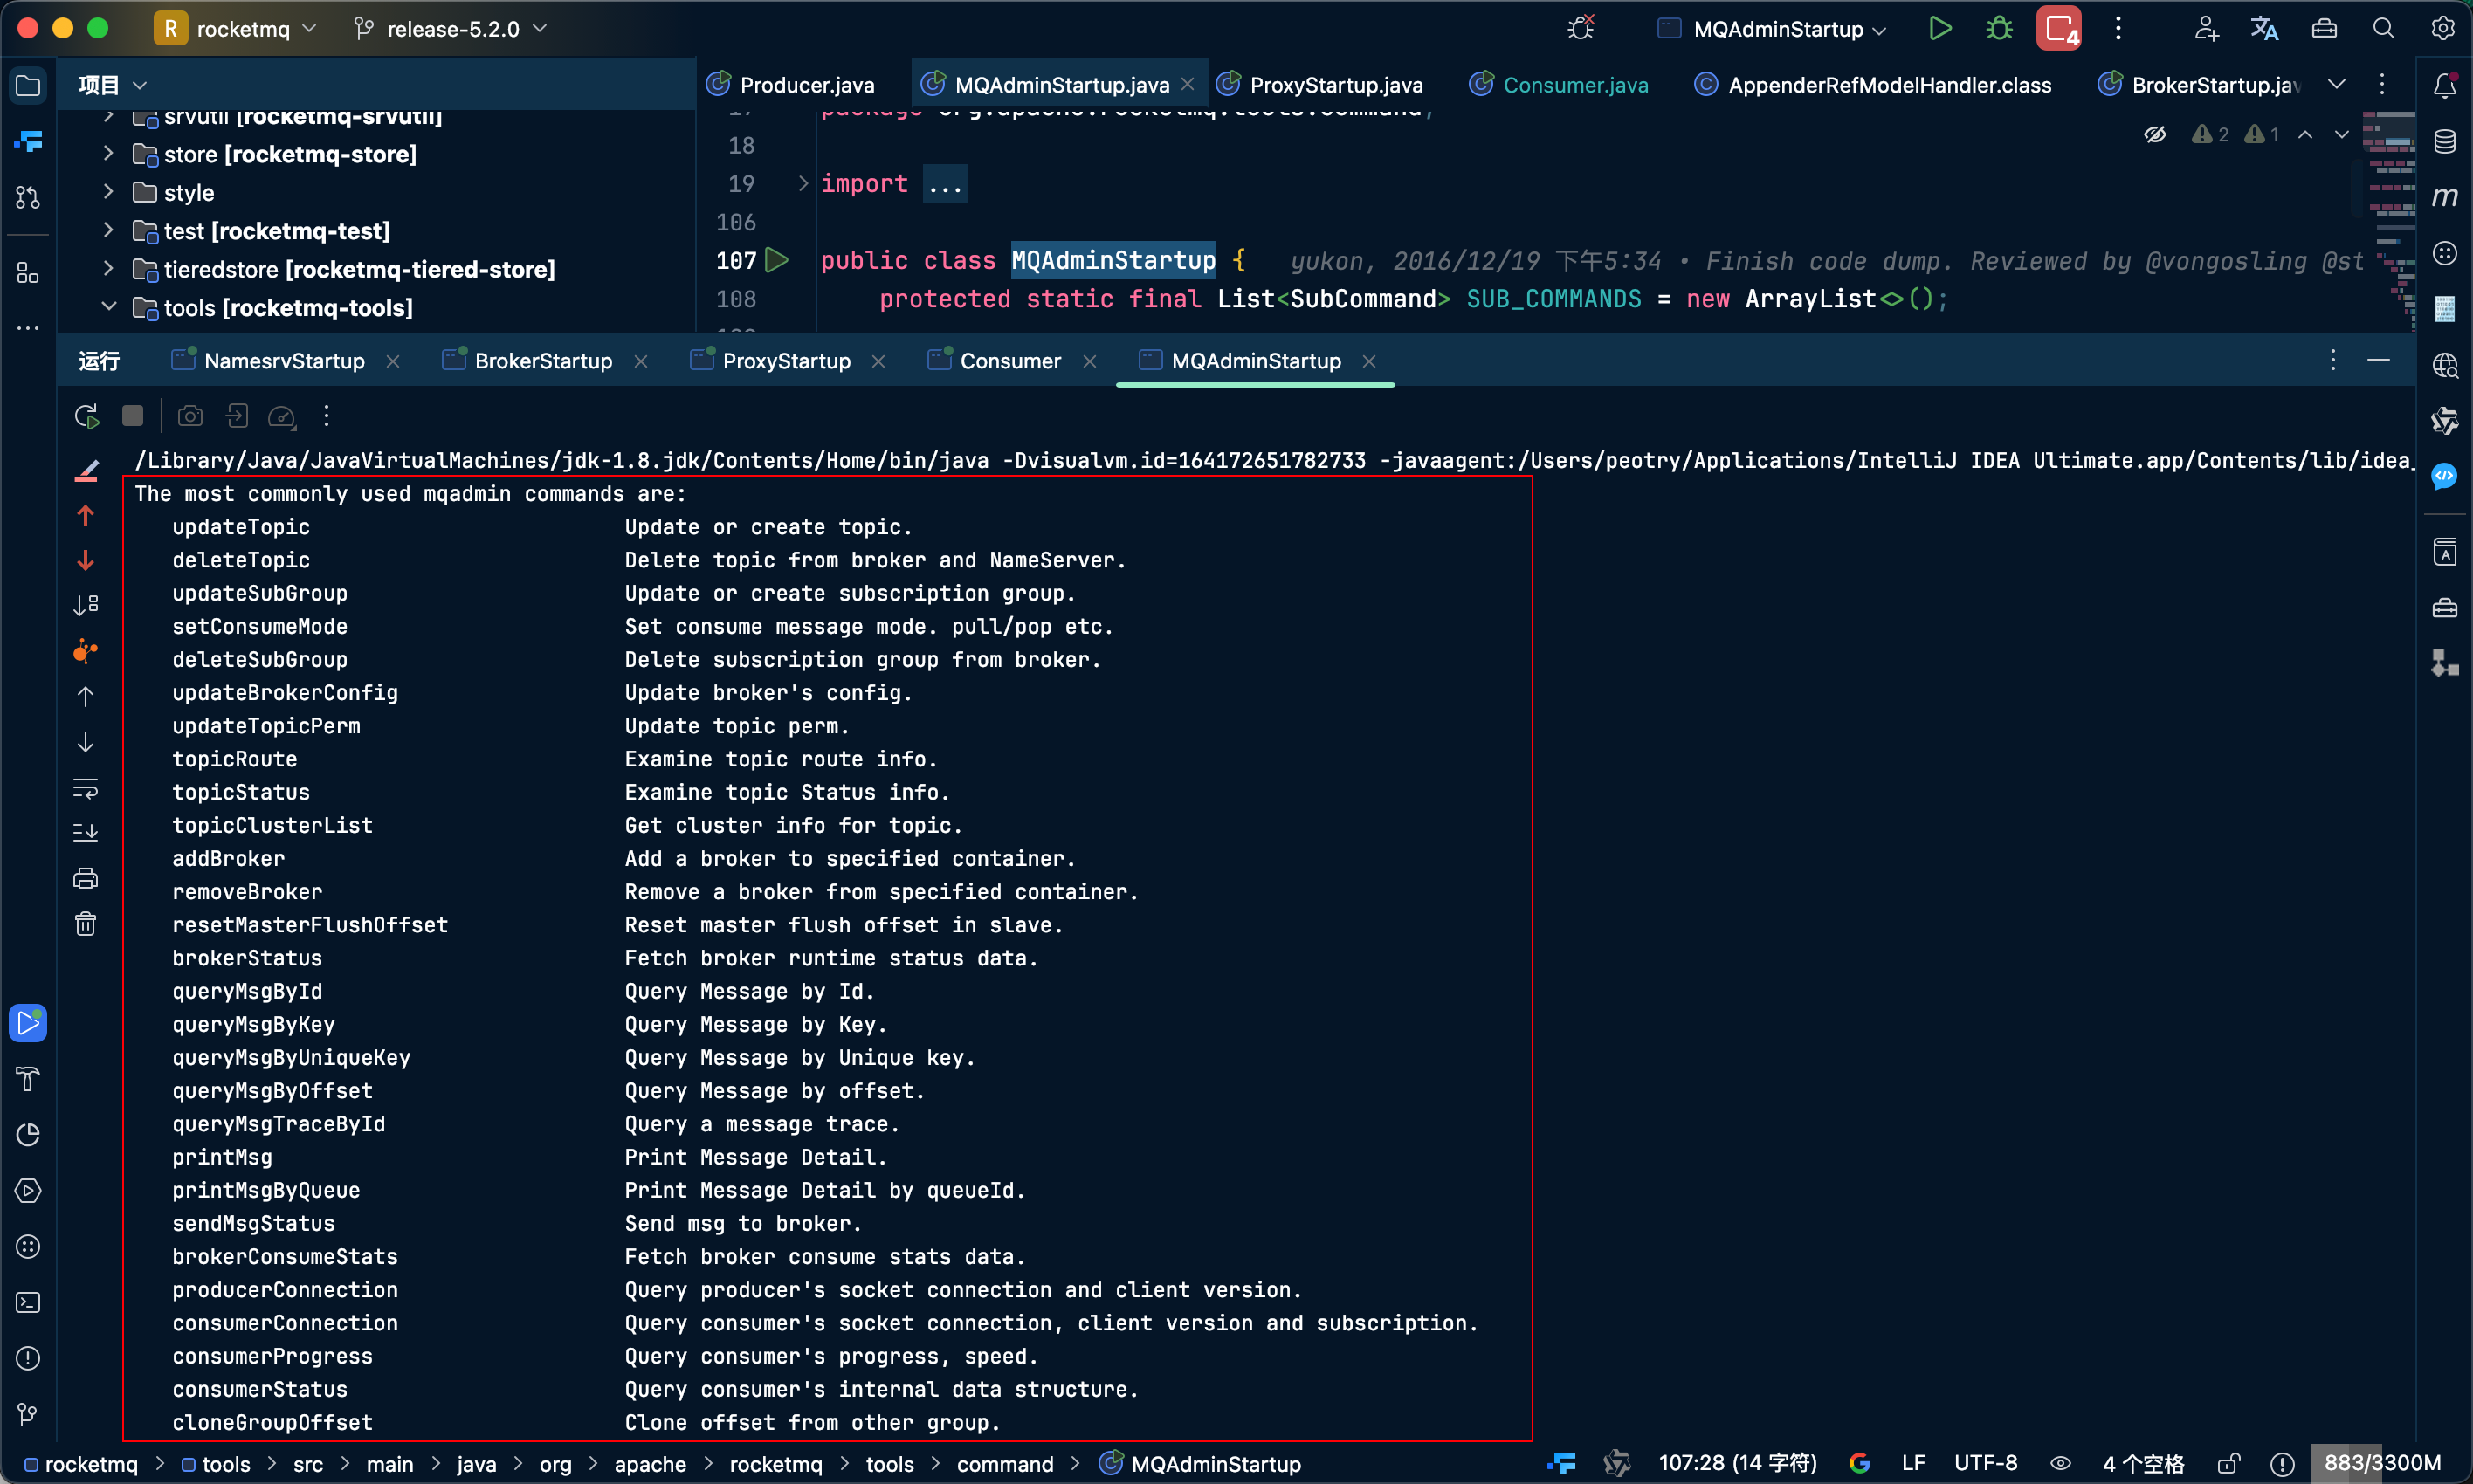 R rocketmq release-5.2.0 MQAdminStartup 4
项目
Producer.java MQAdminStartup.java ProxyStartup.java Consumer.java AppenderRefModelHandler.class BrokerStartup.jav
srvutil [rocketmq-srvutil]
store [rocketmq-store]
style
test [rocketmq-test]
tieredstore [rocketmq-tiered-store]
tools [rocketmq-tools]
17 package org.apache.rocketmq.tools.command;
18
19 import ...
106
107 public class MQAdminStartup { yukon, 2016/12/19 下午5:34 • Finish code dump. Reviewed by @vongosling @st
108 protected static final List<SubCommand> SUB_COMMANDS = new ArrayList<>();
2 1
运行 NamesrvStartup BrokerStartup ProxyStartup Consumer MQAdminStartup
/Library/Java/JavaVirtualMachines/jdk-1.8.jdk/Contents/Home/bin/java -Dvisualvm.id=164172651782733 -javaagent:/Users/peotry/Applications/IntelliJ IDEA Ultimate.app/Contents/lib/idea_
The most commonly used mqadmin commands are:
updateTopic Update or create topic.
deleteTopic Delete topic from broker and NameServer.
updateSubGroup Update or create subscription group.
setConsumeMode Set consume message mode. pull/pop etc.
deleteSubGroup Delete subscription group from broker.
updateBrokerConfig Update broker's config.
updateTopicPerm Update topic perm.
topicRoute Examine topic route info.
topicStatus Examine topic Status info.
topicClusterList Get cluster info for topic.
addBroker Add a broker to specified container.
removeBroker Remove a broker from specified container.
resetMasterFlushOffset Reset master flush offset in slave.
brokerStatus Fetch broker runtime status data.
queryMsgById Query Message by Id.
queryMsgByKey Query Message by Key.
queryMsgByUniqueKey Query Message by Unique key.
queryMsgByOffset Query Message by offset.
queryMsgTraceById Query a message trace.
printMsg Print Message Detail.
printMsgByQueue Print Message Detail by queueId.
sendMsgStatus Send msg to broker.
brokerConsumeStats Fetch broker consume stats data.
producerConnection Query producer's socket connection and client version.
consumerConnection Query consumer's socket connection, client version and subscription.
consumerProgress Query consumer's progress, speed.
consumerStatus Query consumer's internal data structure.
cloneGroupOffset Clone offset from other group.
rocketmq > tools > src > main > java > org > apache > rocketmq > tools > command > MQAdminStartup 107:28 (14 字符) LF UTF-8 4 个空格 883/3300M